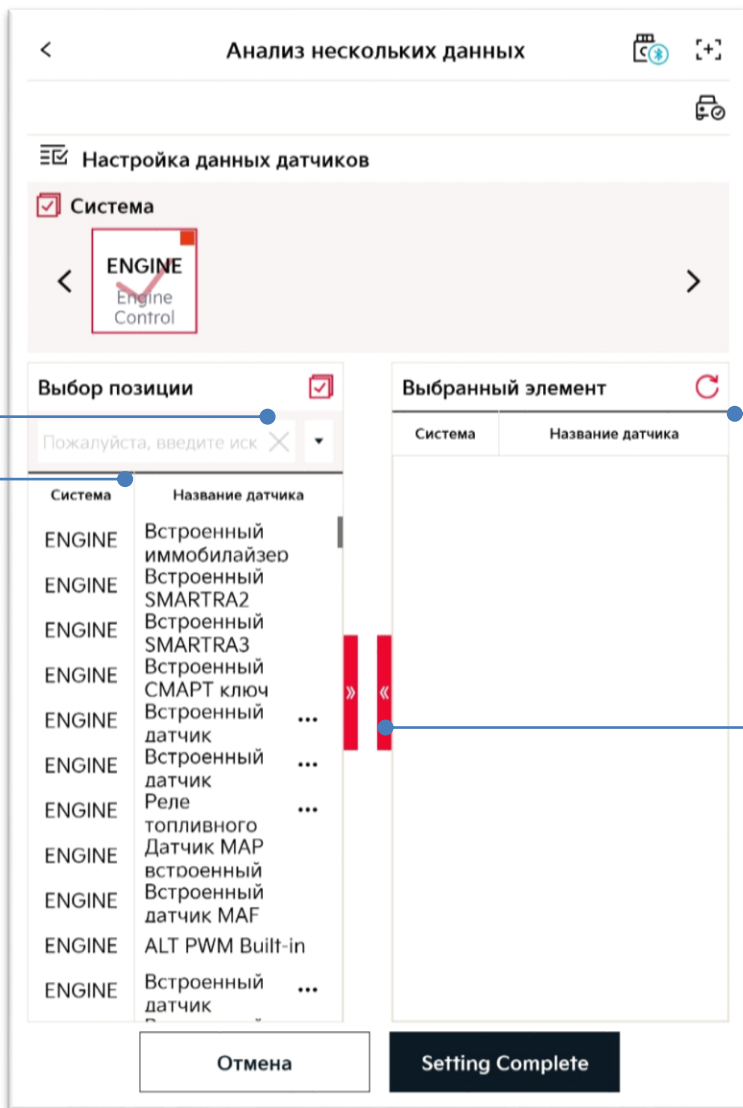 Анализ нескольких данных
Настройка данных датчиков
Система
ENGINE
Engine
Control
Выбор позиции
Пожалуйста, введите иск
Система Название датчика
ENGINE Встроенный
иммобилайзер
ENGINE Встроенный
SMARTRA2
ENGINE Встроенный
SMARTRA3
ENGINE Встроенный
СМАРТ ключ
ENGINE Встроенный ...
датчик
ENGINE Встроенный ...
датчик
ENGINE Реле ...
топливного
ENGINE Датчик MAP
встроенный
ENGINE Встроенный
датчик MAF
ENGINE ALT PWM Built-in
ENGINE Встроенный ...
датчик
Выбранный элемент
Система Название датчика
Отмена
Setting Complete